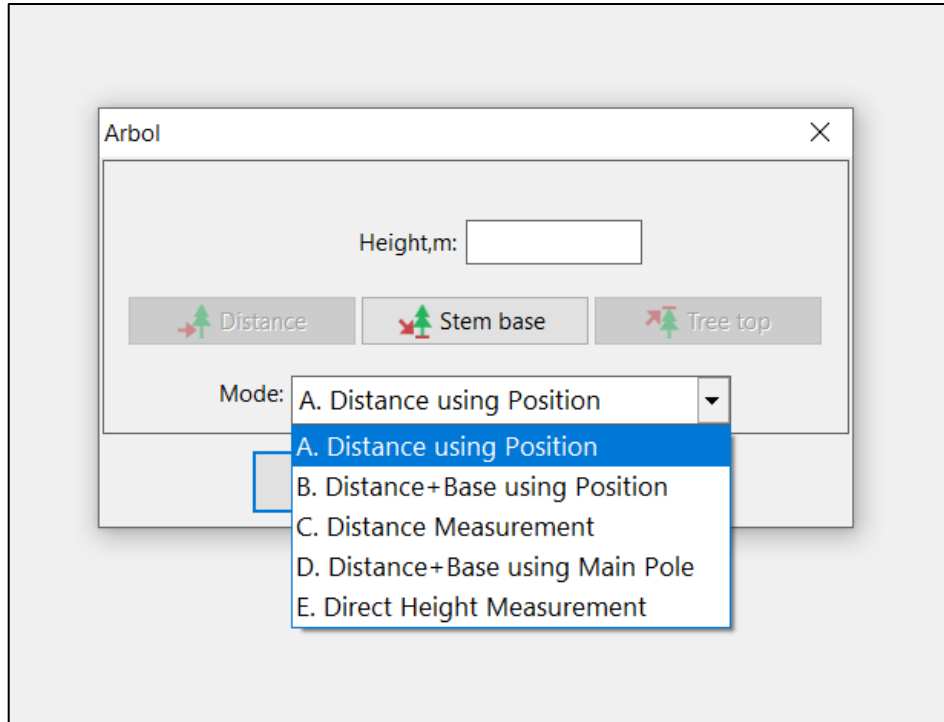 Arbol
Height,m:
Distance
Stem base
Tree top
Mode: A. Distance using Position
A. Distance using Position
B. Distance+Base using Position
C. Distance Measurement
D. Distance+Base using Main Pole
E. Direct Height Measurement